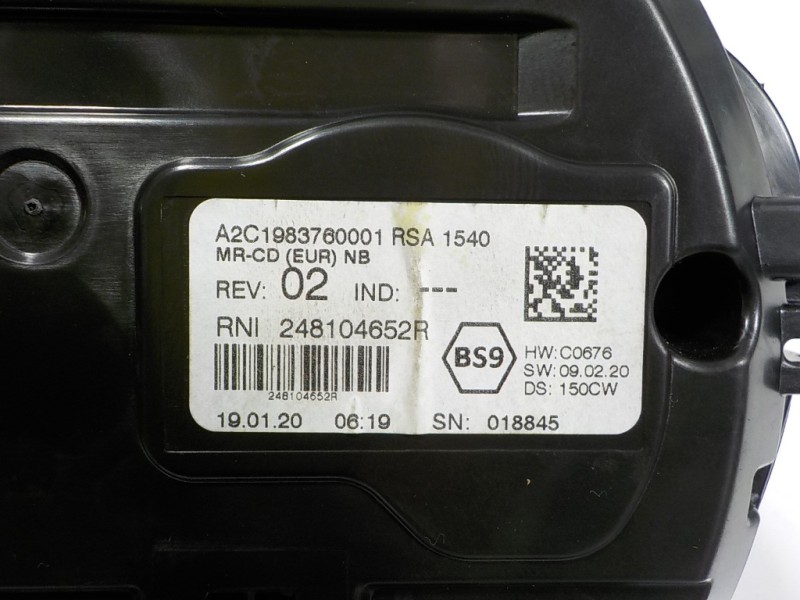 A2C1983760001 RSA 1540
MR-CD (EUR) NB
REV: 02 IND: ---
RNI 248104652R
BS9
HW:C0676
SW:09.02.20
DS: 150CW
248104652R
19.01.20 06:19 SN: 018845